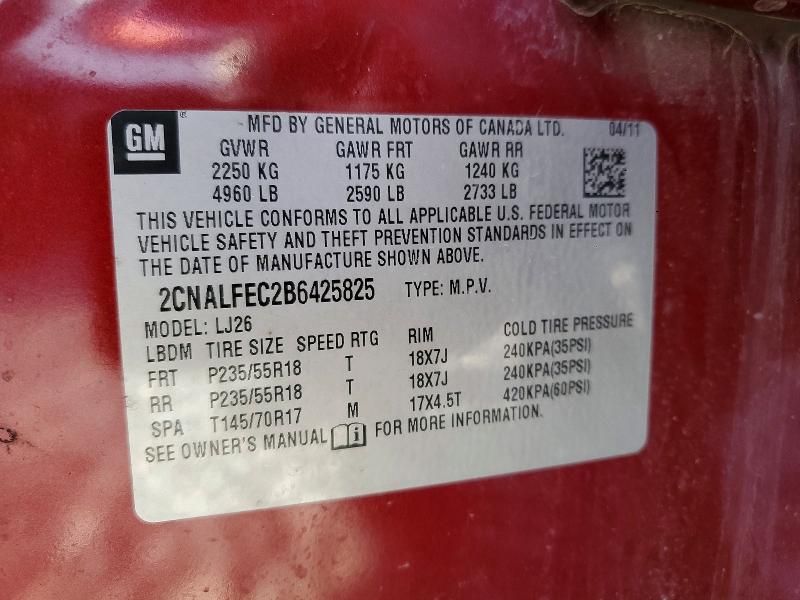 GM ® MFD BY GENERAL MOTORS OF CANADA LTD. 04/11
GVWR GAWR FRT GAWR RR
2250 KG 1175 KG 1240 KG
4960 LB 2590 LB 2733 LB
THIS VEHICLE CONFORMS TO ALL APPLICABLE U.S. FEDERAL MOTOR
VEHICLE SAFETY AND THEFT PREVENTION STANDARDS IN EFFECT ON
THE DATE OF MANUFACTURE SHOWN ABOVE.
2CNALFEC2B6425825 TYPE: M.P.V.
MODEL: LJ26
LBDM TIRE SIZE SPEED RTG RIM COLD TIRE PRESSURE
FRT P235/55R18 T 18X7J 240KPA(35PSI)
RR P235/55R18 T 18X7J 240KPA(35PSI)
SPA T145/70R17 M 17X4.5T 420KPA(60PSI)
SEE OWNER'S MANUAL i FOR MORE INFORMATION.